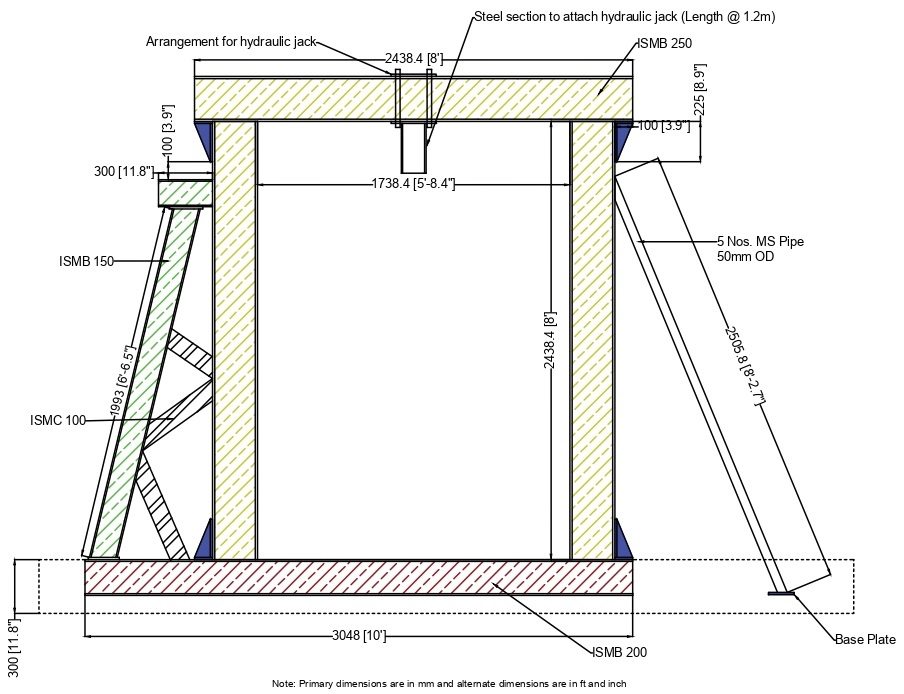 Steel section to attach hydraulic jack (Length @ 1.2m)
Arrangement for hydraulic jack
ISMB 250
2438.4 [8']
225 [8.9"]
100 [3.9"]
100 [3.9"]
300 [11.8"]
1738.4 [5'-8.4"]
5 Nos. MS Pipe
50mm OD
ISMB 150
2438.4 [8']
2505.8 [8'-2.7"]
1993 [6'-6.5"]
ISMC 100
3048 [10']
300 [11.8"]
Base Plate
ISMB 200
Note: Primary dimensions are in mm and alternate dimensions are in ft and inch